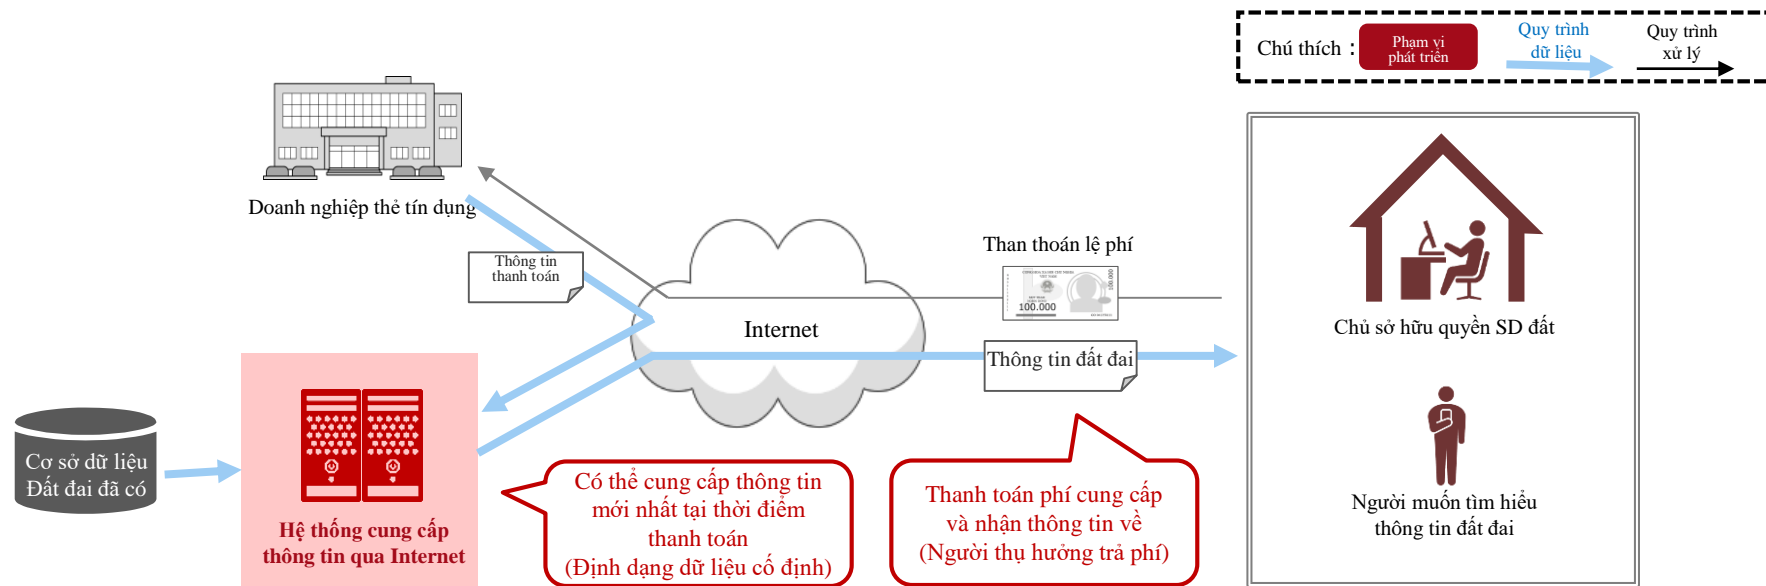 Chú thích :
Phạm vi
phát triển
Quy trình
dữ liệu
Quy trình
xử lý
Doanh nghiệp thẻ tín dụng
Thông tin
thanh toán
Than thoán lệ phí
100.000
100.000
Internet
Thông tin đất đai
Chủ sở hữu quyền SD đất
Người muốn tìm hiểu
thông tin đất đai
Cơ sở dữ liệu
Đất đai đã có
Hệ thống cung cấp
thông tin qua Internet
Có thể cung cấp thông tin
mới nhất tại thời điểm
thanh toán
(Định dạng dữ liệu cố định)
Thanh toán phí cung cấp
và nhận thông tin về
(Người thụ hưởng trả phí)